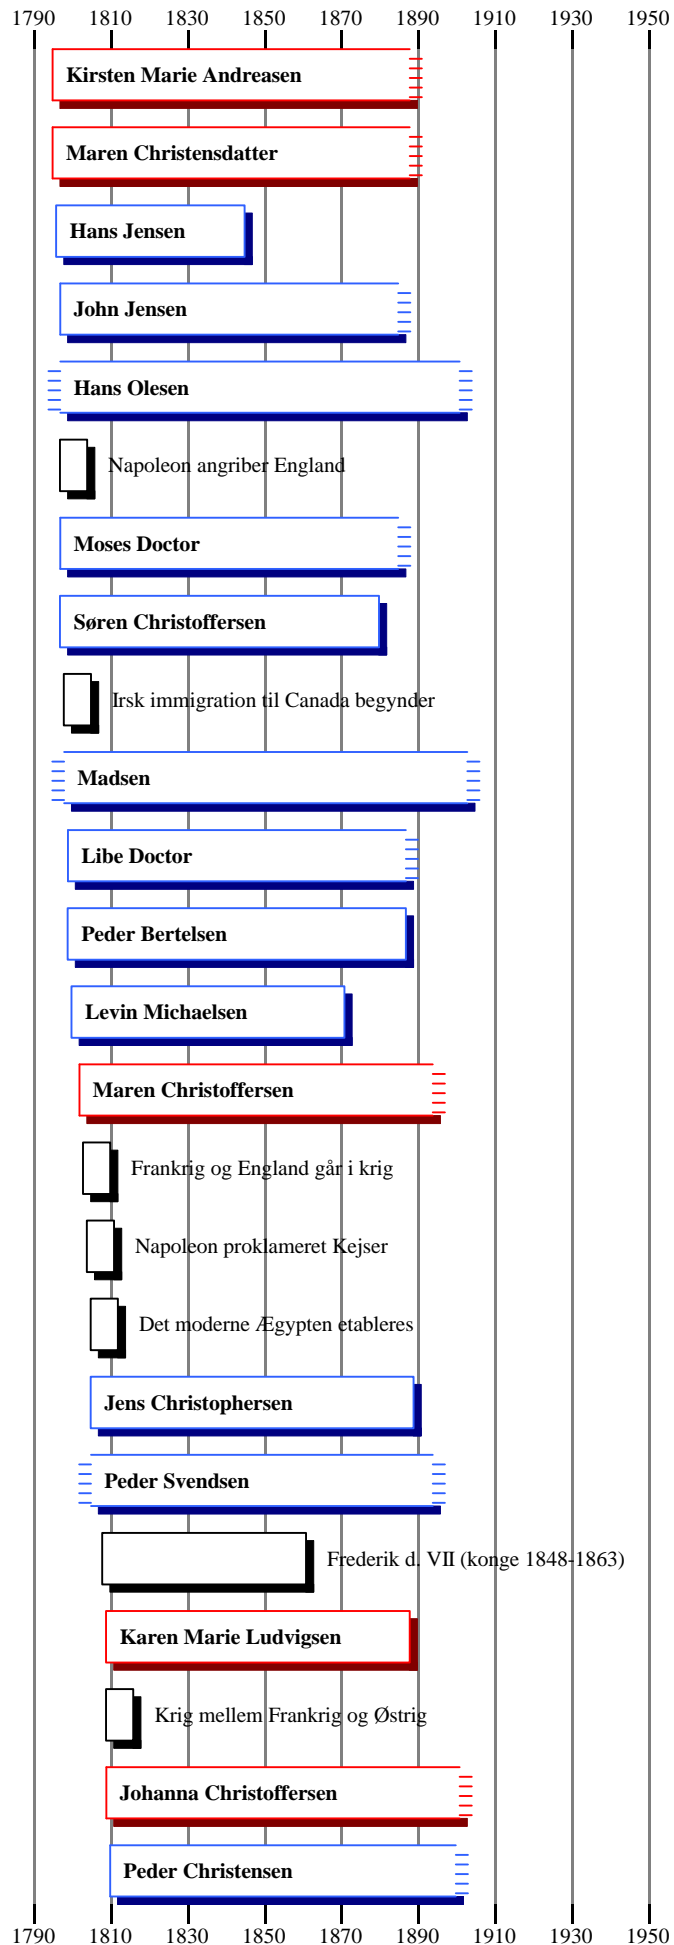 1790 1810 1830 1850 1870 1890 1910 1930 1950
Kirsten Marie Andreasen
Maren Christensdatter
Hans Jensen
John Jensen
Hans Olesen
Napoleon angriber England
Moses Doctor
Søren Christoffersen
Irsk immigration til Canada begynder
Madsen
Libe Doctor
Peder Bertelsen
Levin Michaelsen
Maren Christoffersen
Frankrig og England går i krig
Napoleon proklameret Kejser
Det moderne Ægypten etableres
Jens Christophersen
Peder Svendsen
Frederik d. VII (konge 1848-1863)
Karen Marie Ludvigsen
Krig mellem Frankrig og Østrig
Johanna Christoffersen
Peder Christensen
1790 1810 1830 1850 1870 1890 1910 1930 1950